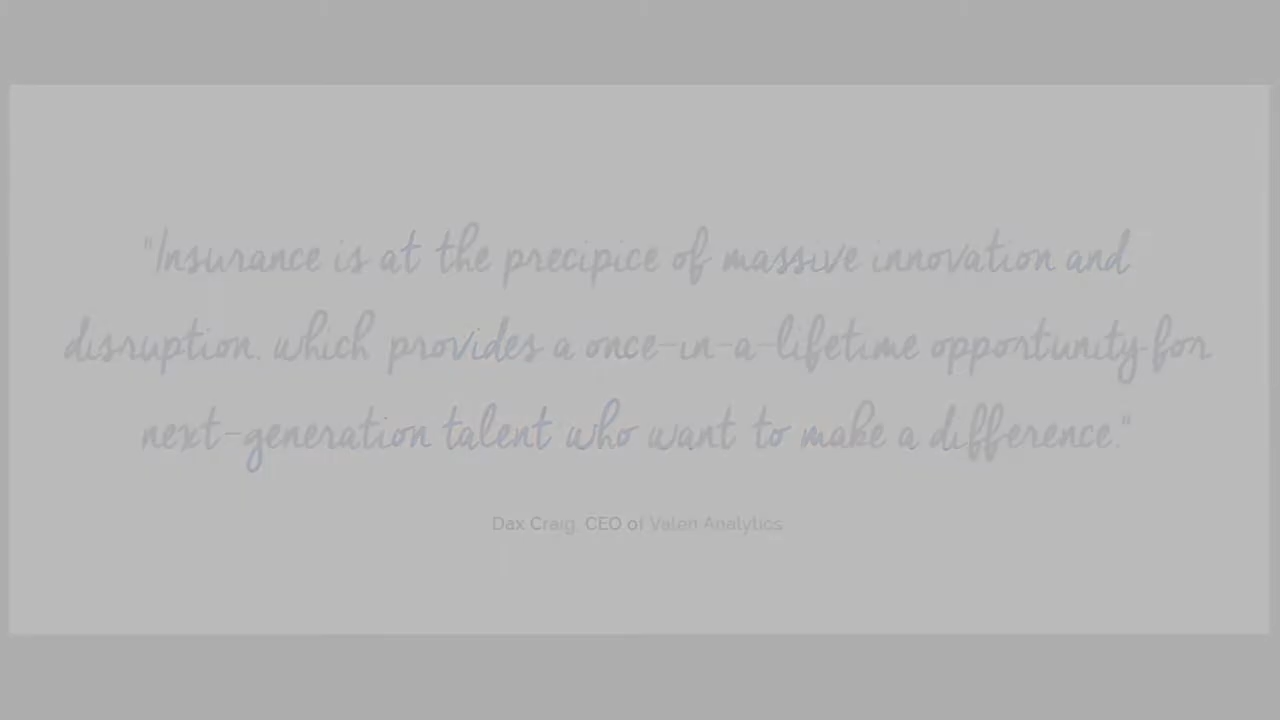 "Insurance is at the precipice of massive innovation and
disruption, which provides a once-in-a-lifetime opportunity for
next-generation talent who want to make a difference."
Dax Craig, CEO of Valen Analytics